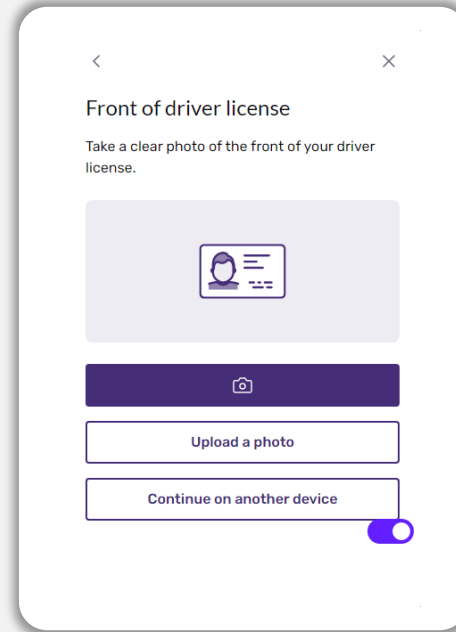 Front of driver license
Take a clear photo of the front of your driver
license.
Upload a photo
Continue on another device